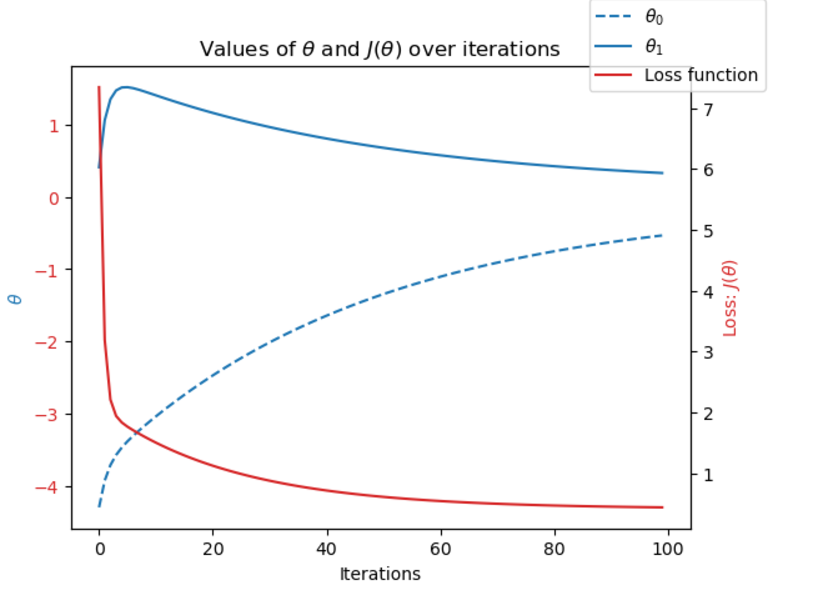 θ₀
θ₁
Loss function
Values of θ and J(θ) over iterations
1
0
−1
−2
−3
−4
θ
7
6
5
4
3
2
1
Loss: J(θ)
0 20 40 60 80 100
Iterations